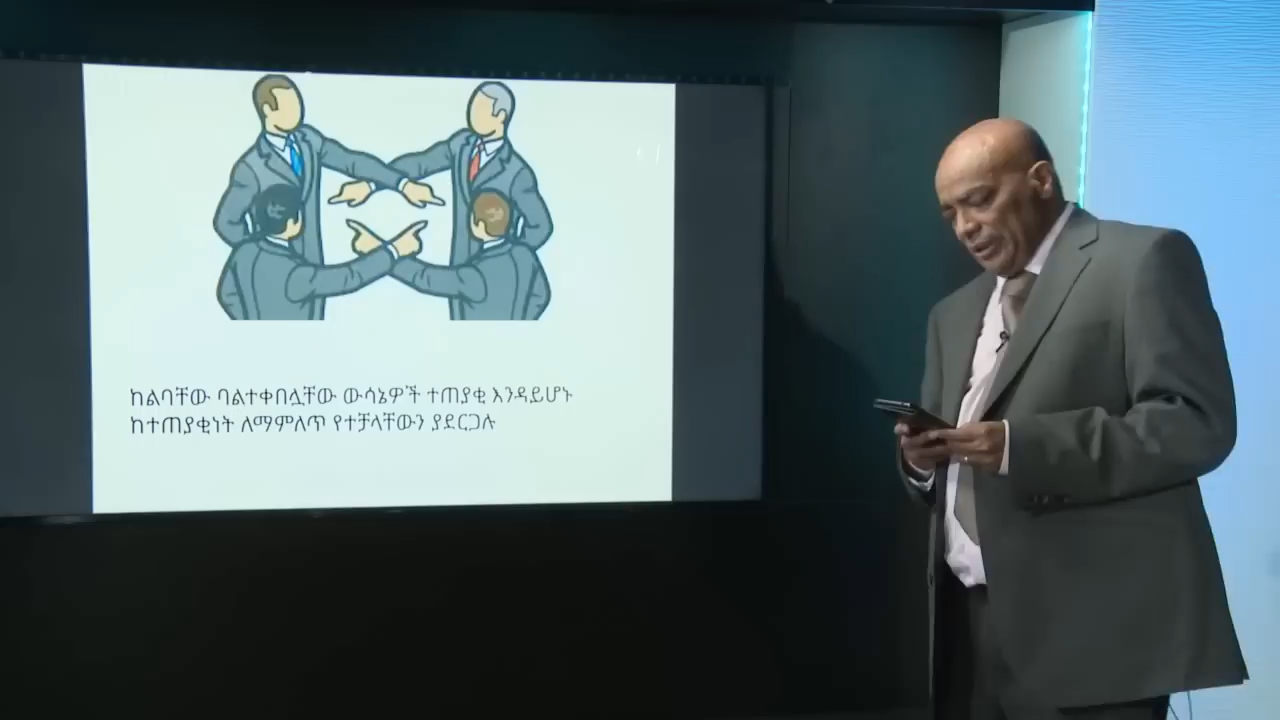 ከልባቸው ባልተቀበሏቸው ውሳኔዎች ተጠያቂ እንዳይሆኑ
ከተጠያቂነት ለማምለጥ የተቻላቸውን ያደርጋሉ